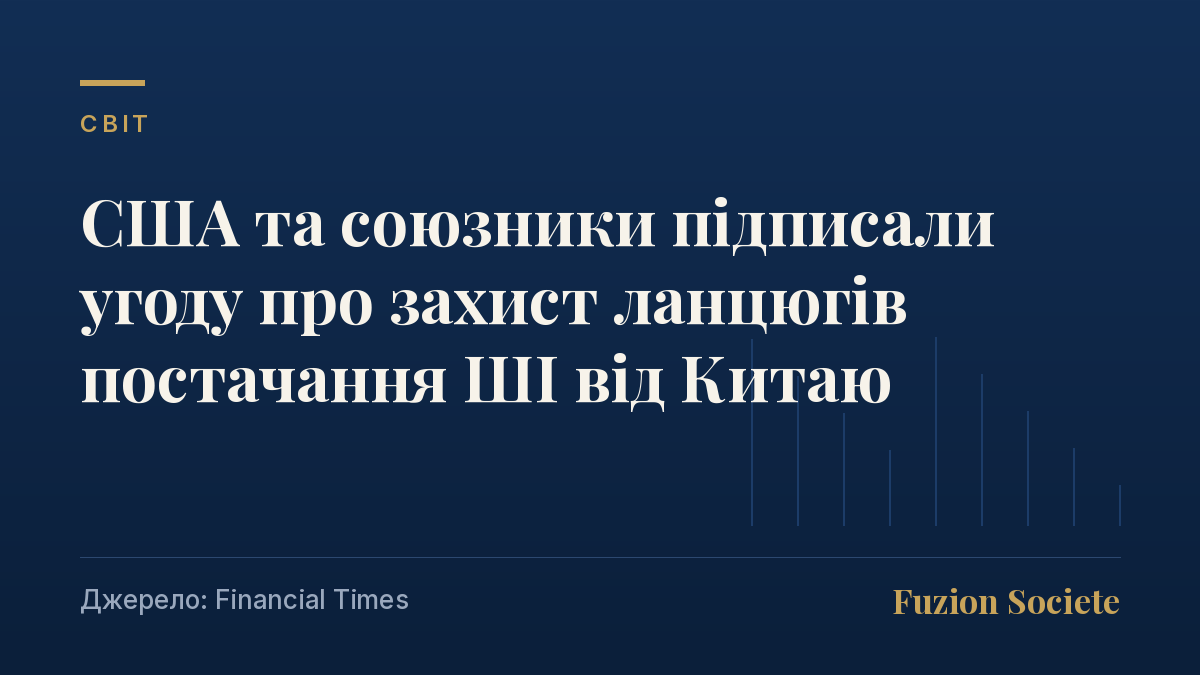 СВІТ
США та союзники підписали
угоду про захист ланцюгів
постачання ШІ від Китаю
Джерело: Financial Times
Fuzion Societe